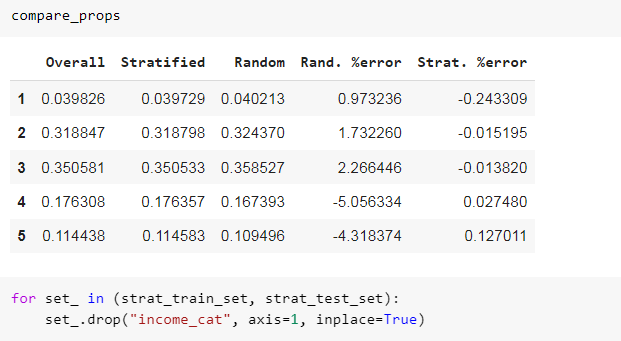 compare_props
Overall Stratified Random Rand. %error Strat. %error
1 0.039826 0.039729 0.040213 0.973236 -0.243309
2 0.318847 0.318798 0.324370 1.732260 -0.015195
3 0.350581 0.350533 0.358527 2.266446 -0.013820
4 0.176308 0.176357 0.167393 -5.056334 0.027480
5 0.114438 0.114583 0.109496 -4.318374 0.127011
for set_ in (strat_train_set, strat_test_set):
    set_.drop("income_cat", axis=1, inplace=True)